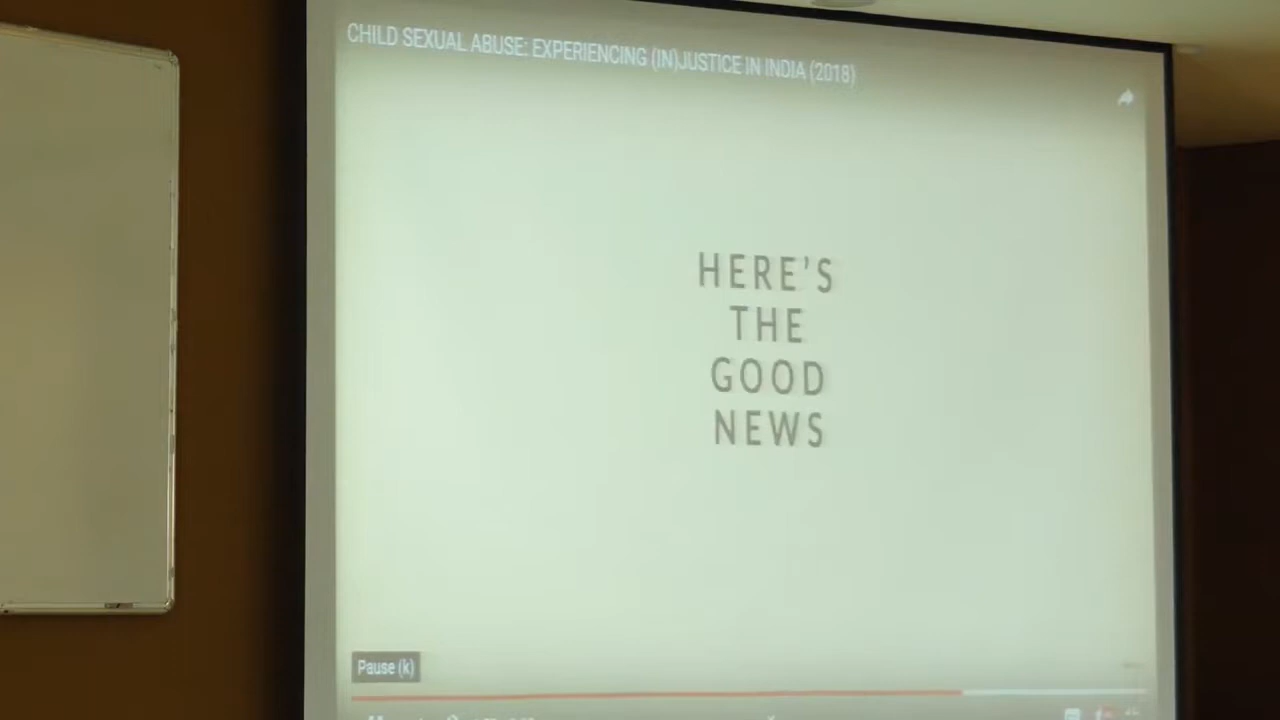 CHILD SEXUAL ABUSE: EXPERIENCING (IN)JUSTICE IN INDIA (2018)
HERE'S
THE
GOOD
NEWS
Pause (k)